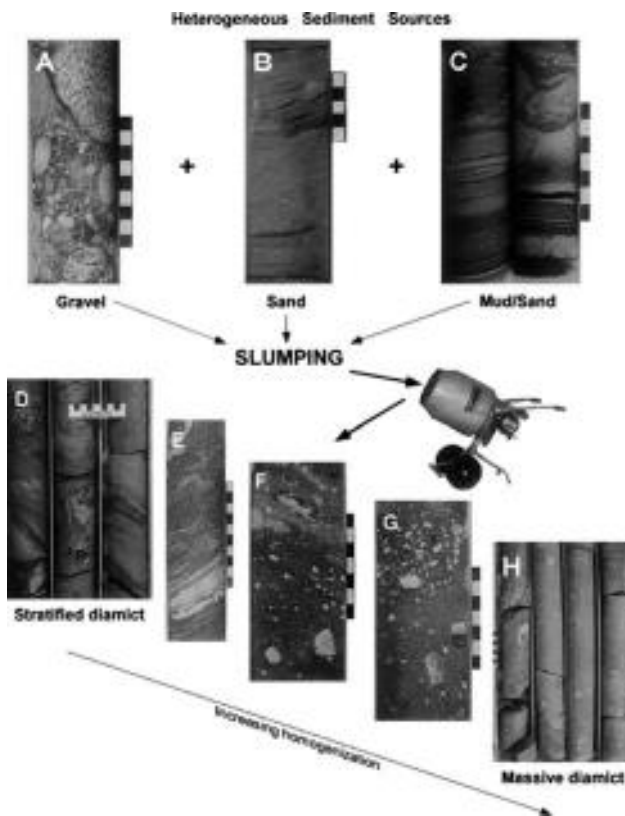 Heterogeneous Sediment Sources
A
B
C
+
+
Gravel
Sand
Mud/Sand
SLUMPING
D
E
F
G
H
Stratified diamict
Increasing homogenization
Massive diamict